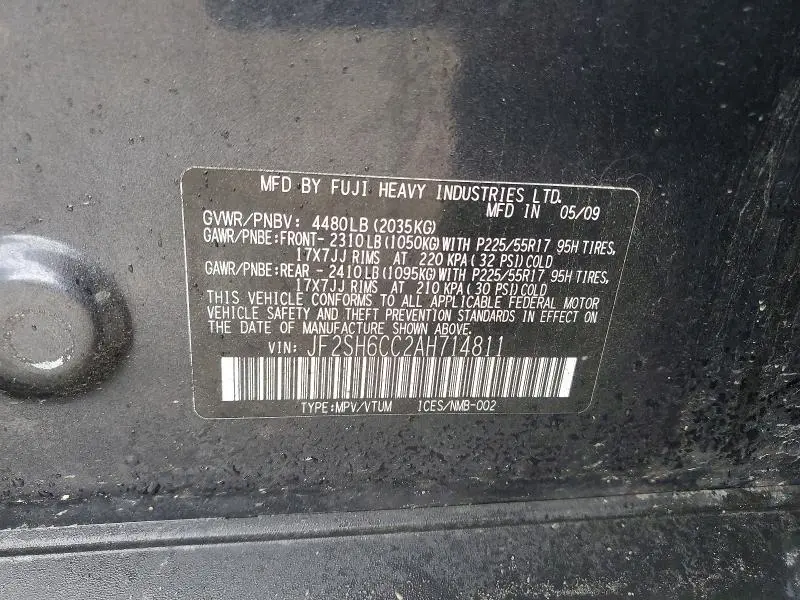 MFD BY FUJI HEAVY INDUSTRIES LTD.
MFD IN 05/09
GVWR/PNBV: 4480LB (2035KG)
GAWR/PNBE:FRONT- 2310LB (1050KG) WITH P225/55R17 95H TIRES,
17X7JJ RIMS AT 220 KPA ( 32 PSI) COLD
GAWR/PNBE:REAR - 2410LB (1095KG) WITH P225/55R17 95H TIRES,
17X7JJ RIMS AT 210 KPA ( 30 PSI) COLD
THIS VEHICLE CONFORMS TO ALL APPLICABLE FEDERAL MOTOR
VEHICLE SAFETY AND THEFT PREVENTION STANDARDS IN EFFECT ON
THE DATE OF MANUFACTURE SHOWN ABOVE.
VIN: JF2SH6CC2AH714811
TYPE:MPV/VTUM ICES/NMB-002